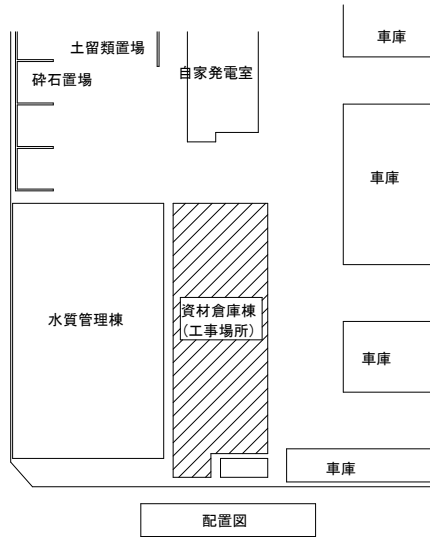 車庫
土留類置場
自家発電室
砕石置場
車庫
資材倉庫棟
(工事場所)
水質管理棟
車庫
車庫
配置図